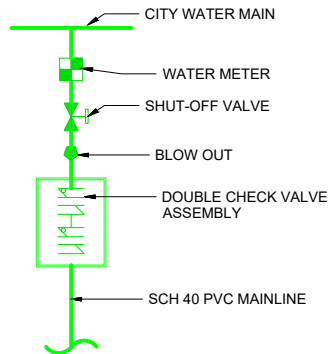 CITY WATER MAIN
WATER METER
SHUT-OFF VALVE
BLOW OUT
DOUBLE CHECK VALVE
ASSEMBLY
SCH 40 PVC MAINLINE